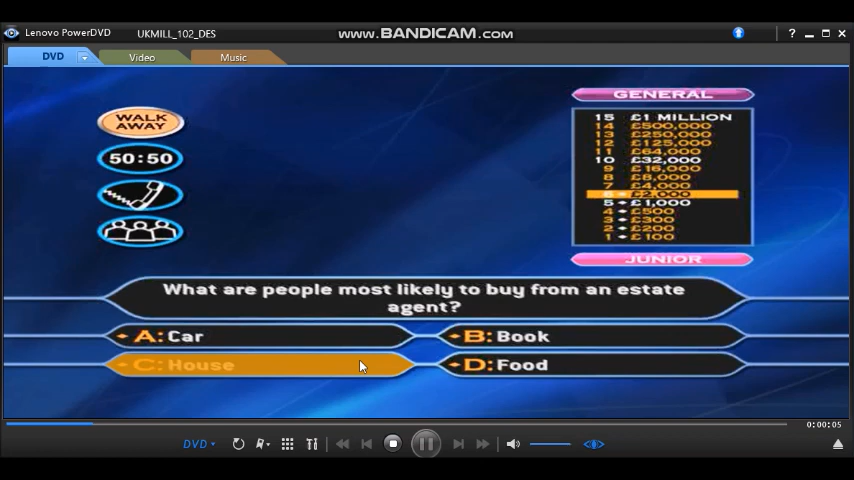 Lenovo PowerDVD
UKMILL_102_DES
www.BANDICAM.com
?
DVD
Video
Music
WALK AWAY
50:50
GENERAL
15 £1 MILLION
14 £500,000
13 £250,000
12 £125,000
11 £64,000
10 £32,000
9 £16,000
8 £8,000
7 £4,000
6 £2,000
5 £1,000
4 £500
3 £300
2 £200
1 £100
JUNIOR
What are people most likely to buy from an estate
agent?
A: Car
B: Book
C: House
D: Food
0:00:05
DVD